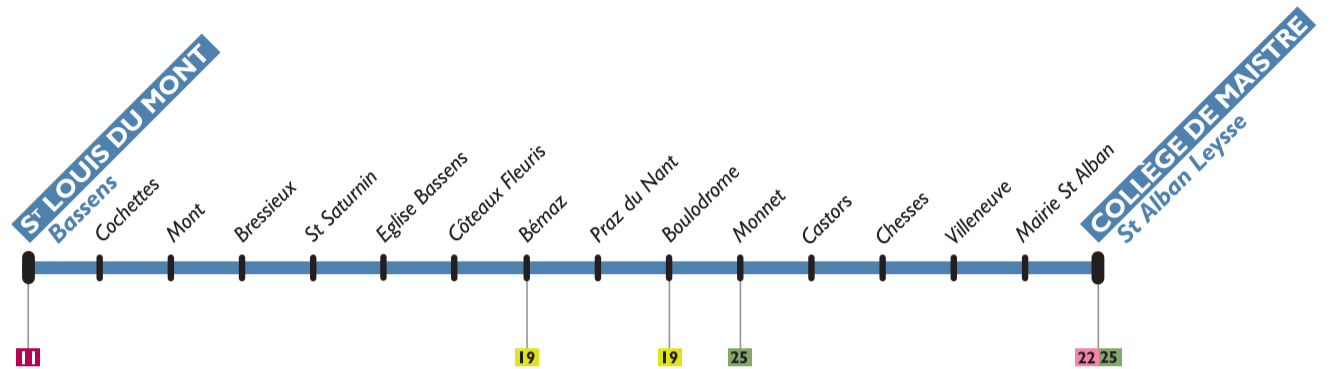 ST LOUIS DU MONT
Bassens
Cochettes
Mont
Bressieux
St Saturnin
Eglise Bassens
Côteaux Fleuris
Bémaz
Praz du Nant
Boulodrome
Monnet
Castors
Chesses
Villeneuve
Mairie St Alban
COLLÈGE DE MAISTRE
St Alban Leysse
11
19
19
25
22 25